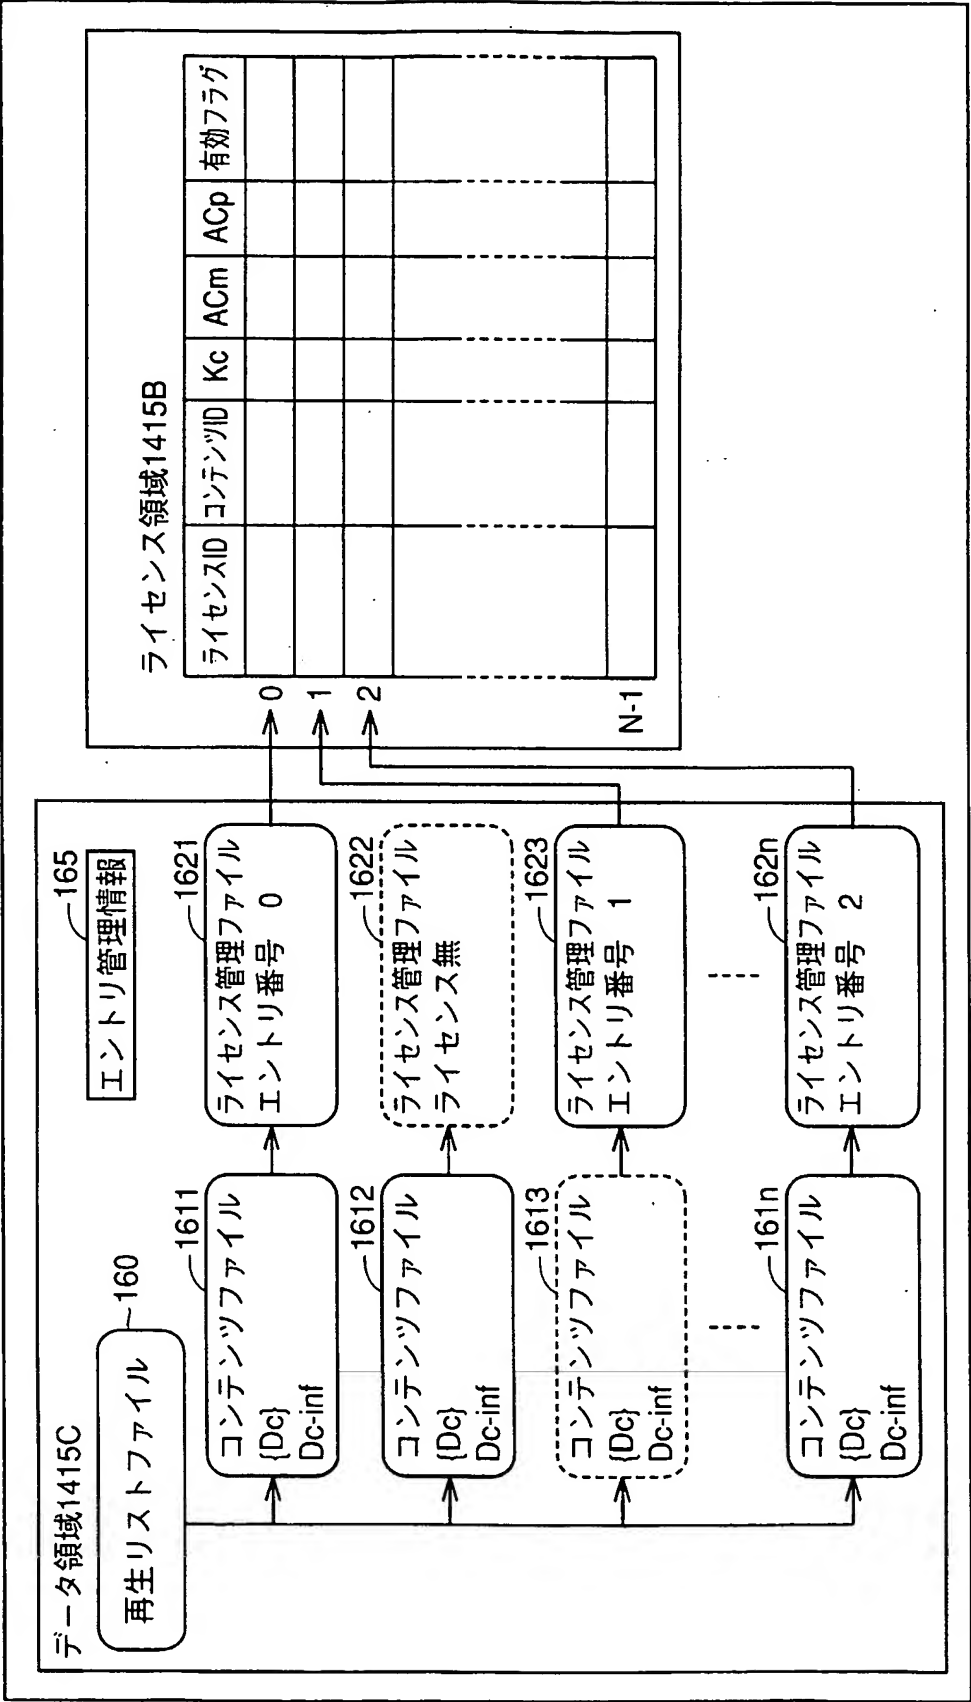 データ領域1415C
再生リストファイル
160
エントリ管理情報
165
コンテンツファイル
{Dc}
Dc-inf
1611
ライセンス管理ファイル
エントリ番号 0
1621
コンテンツファイル
{Dc}
Dc-inf
1612
ライセンス管理ファイル
ライセンス無
1622
コンテンツファイル
{Dc}
Dc-inf
1613
ライセンス管理ファイル
エントリ番号 1
1623
コンテンツファイル
{Dc}
Dc-inf
161n
ライセンス管理ファイル
エントリ番号 2
162n
ライセンス領域1415B
ライセンスID コンテンツID Kc ACm ACp 有効フラグ
0
1
2
N-1